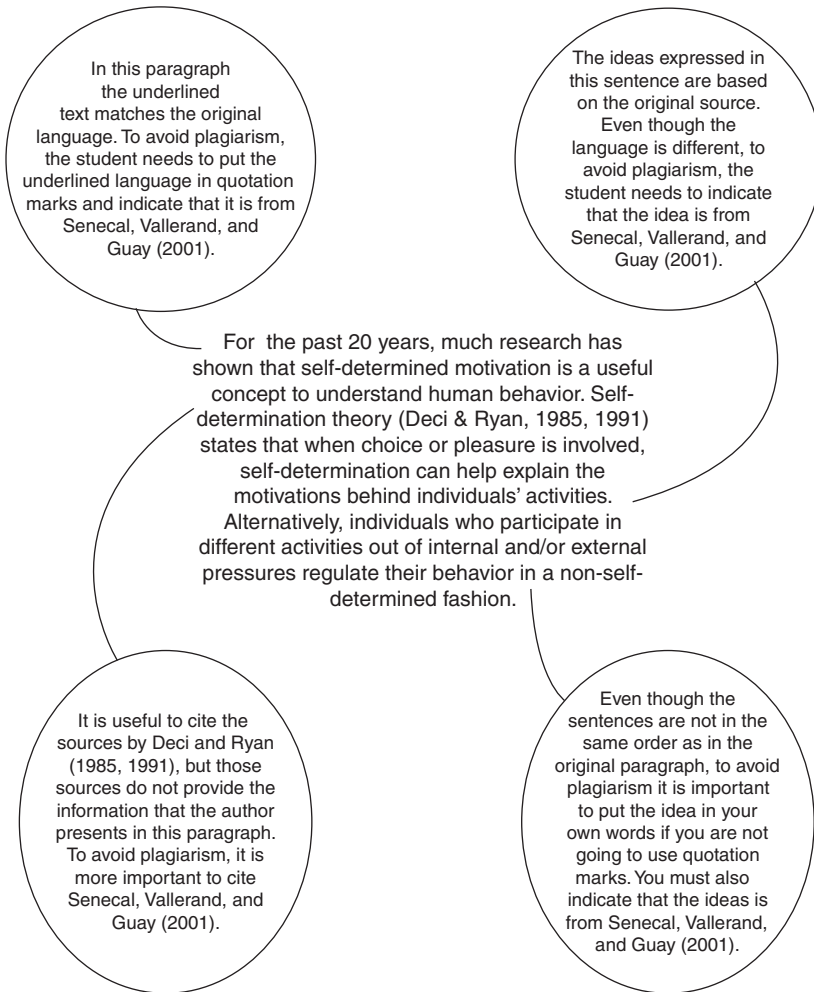 In this paragraph
the underlined
text matches the original
language. To avoid plagiarism,
the student needs to put the
underlined language in quotation
marks and indicate that it is from
Senecal, Vallerand, and
Guay (2001).
The ideas expressed in
this sentence are based
on the original source.
Even though the
language is different, to
avoid plagiarism, the
student needs to indicate
that the idea is from
Senecal, Vallerand, and
Guay (2001).
For the past 20 years, much research has
shown that self-determined motivation is a useful
concept to understand human behavior. Self-
determination theory (Deci & Ryan, 1985, 1991)
states that when choice or pleasure is involved,
self-determination can help explain the
motivations behind individuals’ activities.
Alternatively, individuals who participate in
different activities out of internal and/or external
pressures regulate their behavior in a non-self-
determined fashion.
It is useful to cite the
sources by Deci and Ryan
(1985, 1991), but those
sources do not provide the
information that the author
presents in this paragraph.
To avoid plagiarism, it is
more important to cite
Senecal, Vallerand, and
Guay (2001).
Even though the
sentences are not in the
same order as in the
original paragraph, to avoid
plagiarism it is important
to put the idea in your
own words if you are not
going to use quotation
marks. You must also
indicate that the ideas is
from Senecal, Vallerand,
and Guay (2001).